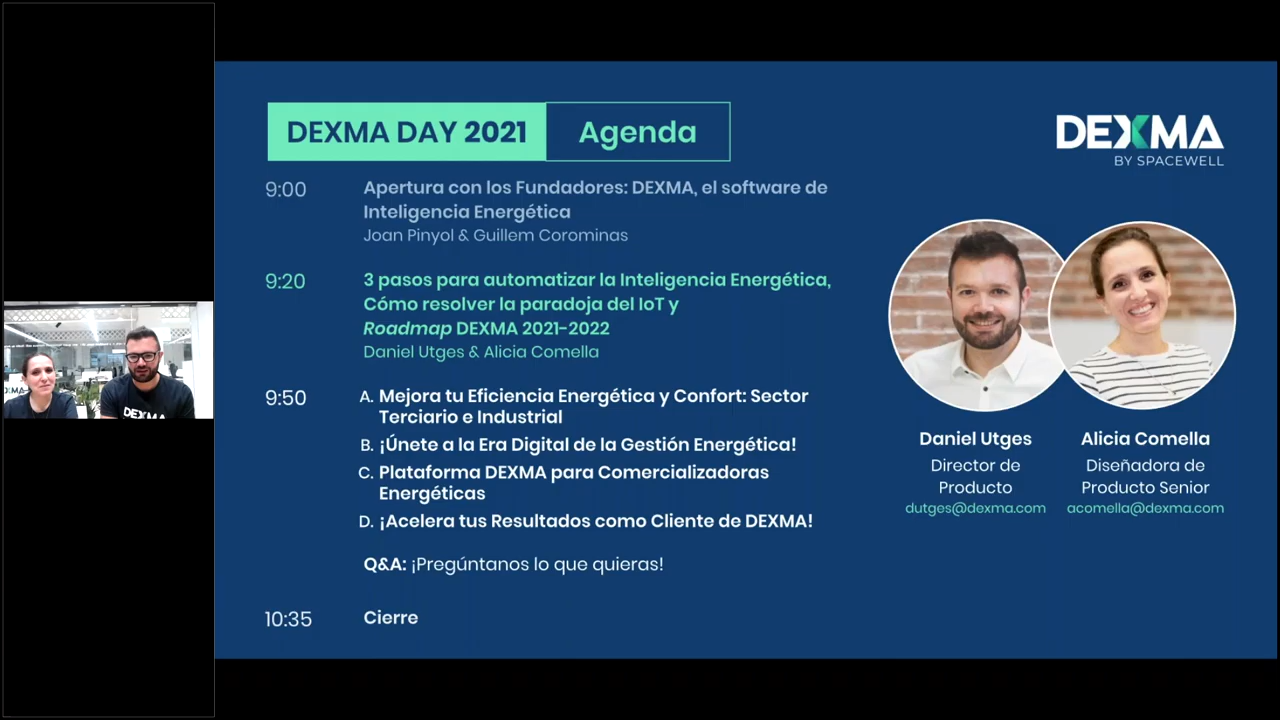 DEXMA DAY 2021 Agenda
DEXMA
BY SPACEWELL
9:00 Apertura con los Fundadores: DEXMA, el software de
Inteligencia Energética
Joan Pinyol & Guillem Corominas
9:20 3 pasos para automatizar la Inteligencia Energética,
Cómo resolver la paradoja del IoT y
Roadmap DEXMA 2021-2022
Daniel Utges & Alicia Comella
9:50 A. Mejora tu Eficiencia Energética y Confort: Sector
Terciario e Industrial
B. ¡Únete a la Era Digital de la Gestión Energética!
C. Plataforma DEXMA para Comercializadoras
Energéticas
D. ¡Acelera tus Resultados como Cliente de DEXMA!
Q&A: ¡Pregúntanos lo que quieras!
10:35 Cierre
Daniel Utges
Director de
Producto
dutges@dexma.com
Alicia Comella
Diseñadora de
Producto Senior
acomella@dexma.com
DEXMA